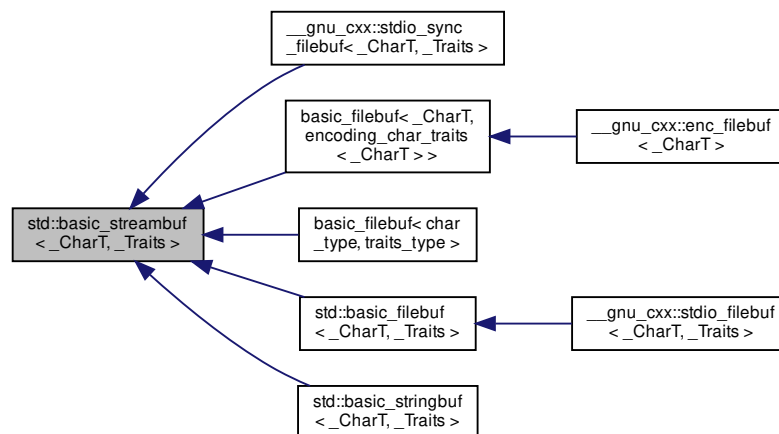 __gnu_cxx::stdio_sync
_filebuf< _CharT, _Traits >
basic_filebuf< _CharT,
encoding_char_traits
< _CharT > >
__gnu_cxx::enc_filebuf
< _CharT >
std::basic_streambuf
< _CharT, _Traits >
basic_filebuf< char
_type, traits_type >
std::basic_filebuf
< _CharT, _Traits >
__gnu_cxx::stdio_filebuf
< _CharT, _Traits >
std::basic_stringbuf
< _CharT, _Traits >